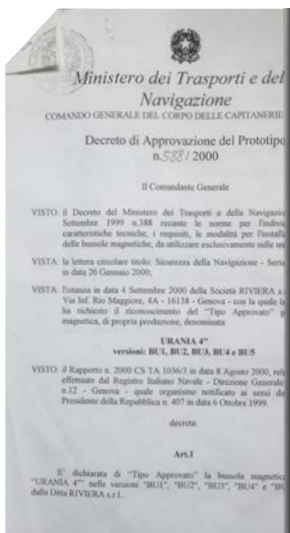 Ministero dei Trasporti e del
Navigazione
COMANDO GENERALE DEL CORPO DELLE CAPITANERIE
Decreto di Approvazione del Prototipo
n.588/2000
Il Comandante Generale
VISTO: il Decreto del Ministero dei Trasporti e della Navigazio
Settembre 1999 n.388 recante le norme per l'indivi
caratteristiche tecniche, i requisiti, le modalità per l'install
delle bussole magnetiche, da utilizzare esclusivamente sulle un
VISTA: la lettera circolare titolo: Sicurezza della Navigazione - Serie
in data 26 Gennaio 2000;
VISTA: l'istanza in data 4 Settembre 2000 della Società RIVIERA s.
Via Inf. Rio Maggiore, 4A - 16138 - Genova - con la quale la
ha richiesto il riconoscimento del "Tipo Approvato" p
magnetica, di propria produzione, denominata
URANIA 4"
versioni: BU1, BU2, BU3, BU4 e BU5
VISTO: il Rapporto n. 2000 CS TA 1036/3 in data 8 Agosto 2000, rel
effettuate dal Registro Italiano Navale - Direzione Generale
n.12 - Genova - quale organismo notificato ai sensi de
Presidente della Repubblica n. 407 in data 6 Ottobre 1999.
decreta:
Art.1
E' dichiarata di "Tipo Approvato" la bussola magnetica
"URANIA 4"" nelle versioni "BU1", "BU2", "BU3", "BU4" e "BU
dalla Ditta RIVIERA s.r.l.